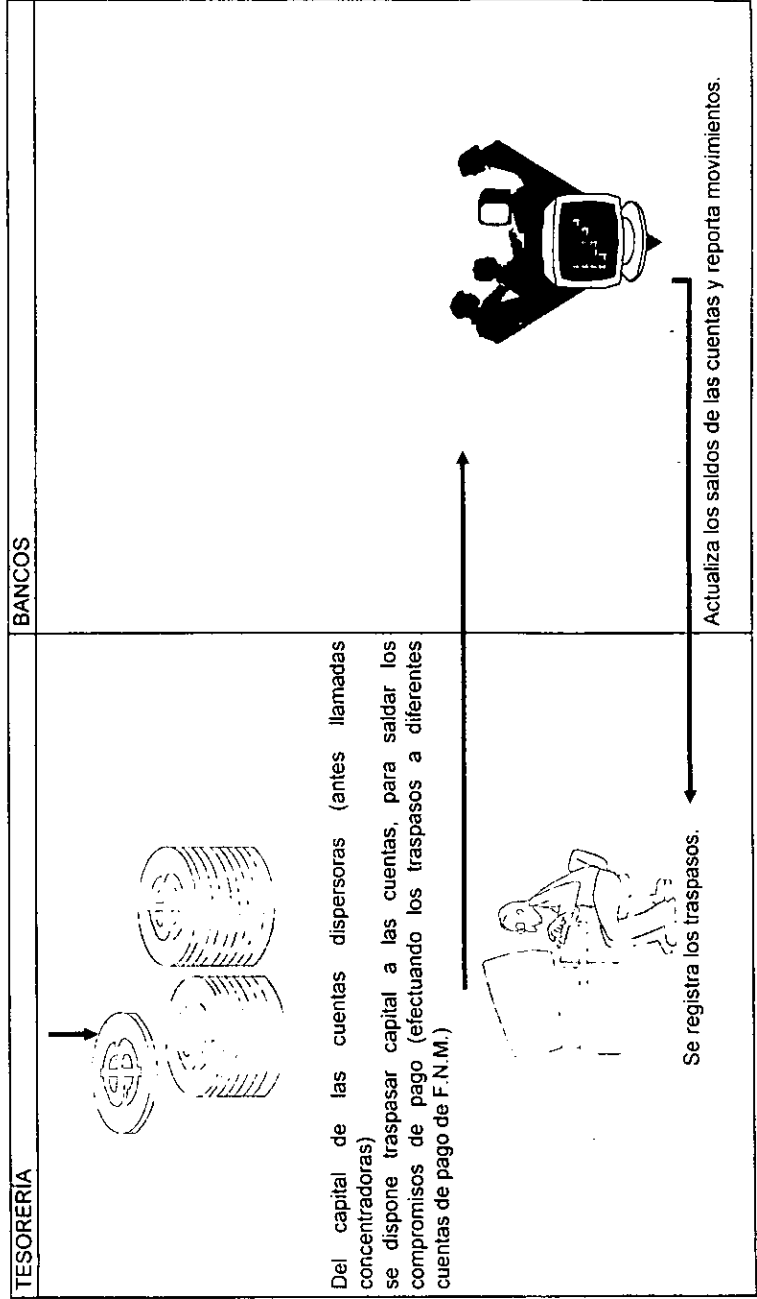 TESORERÍA
BANCOS
Del capital de las cuentas dispersoras (antes llamadas
concentradoras)
se dispone traspasar capital a las cuentas, para saldar los
compromisos de pago (efectuando los traspasos a diferentes
cuentas de pago de F.N.M.)
Se registra los traspasos.
Actualiza los saldos de las cuentas y reporta movimientos.